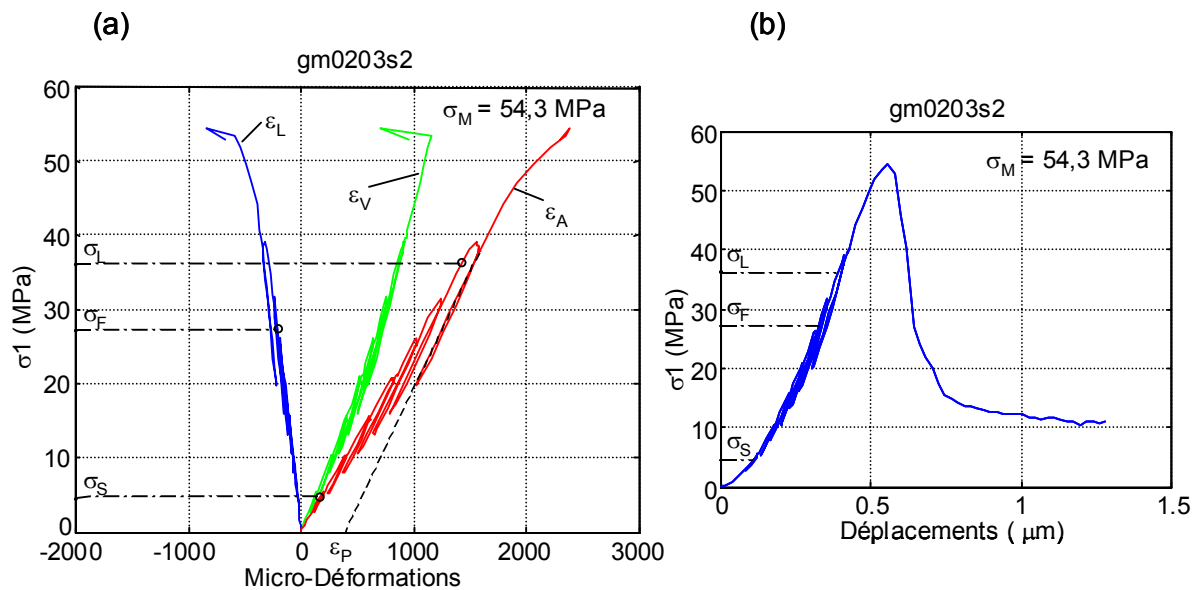 (a)
gm0203s2
σM = 54,3 MPa
εL
εV
εA
σL
σF
σS
εP
σ1 (MPa)
60
50
40
30
20
10
0
-2000 -1000 0 1000 2000 3000
Micro-Déformations
(b)
gm0203s2
σM = 54,3 MPa
σL
σF
σS
σ1 (MPa)
60
50
40
30
20
10
0
0 0.5 1 1.5
Déplacements ( μm)